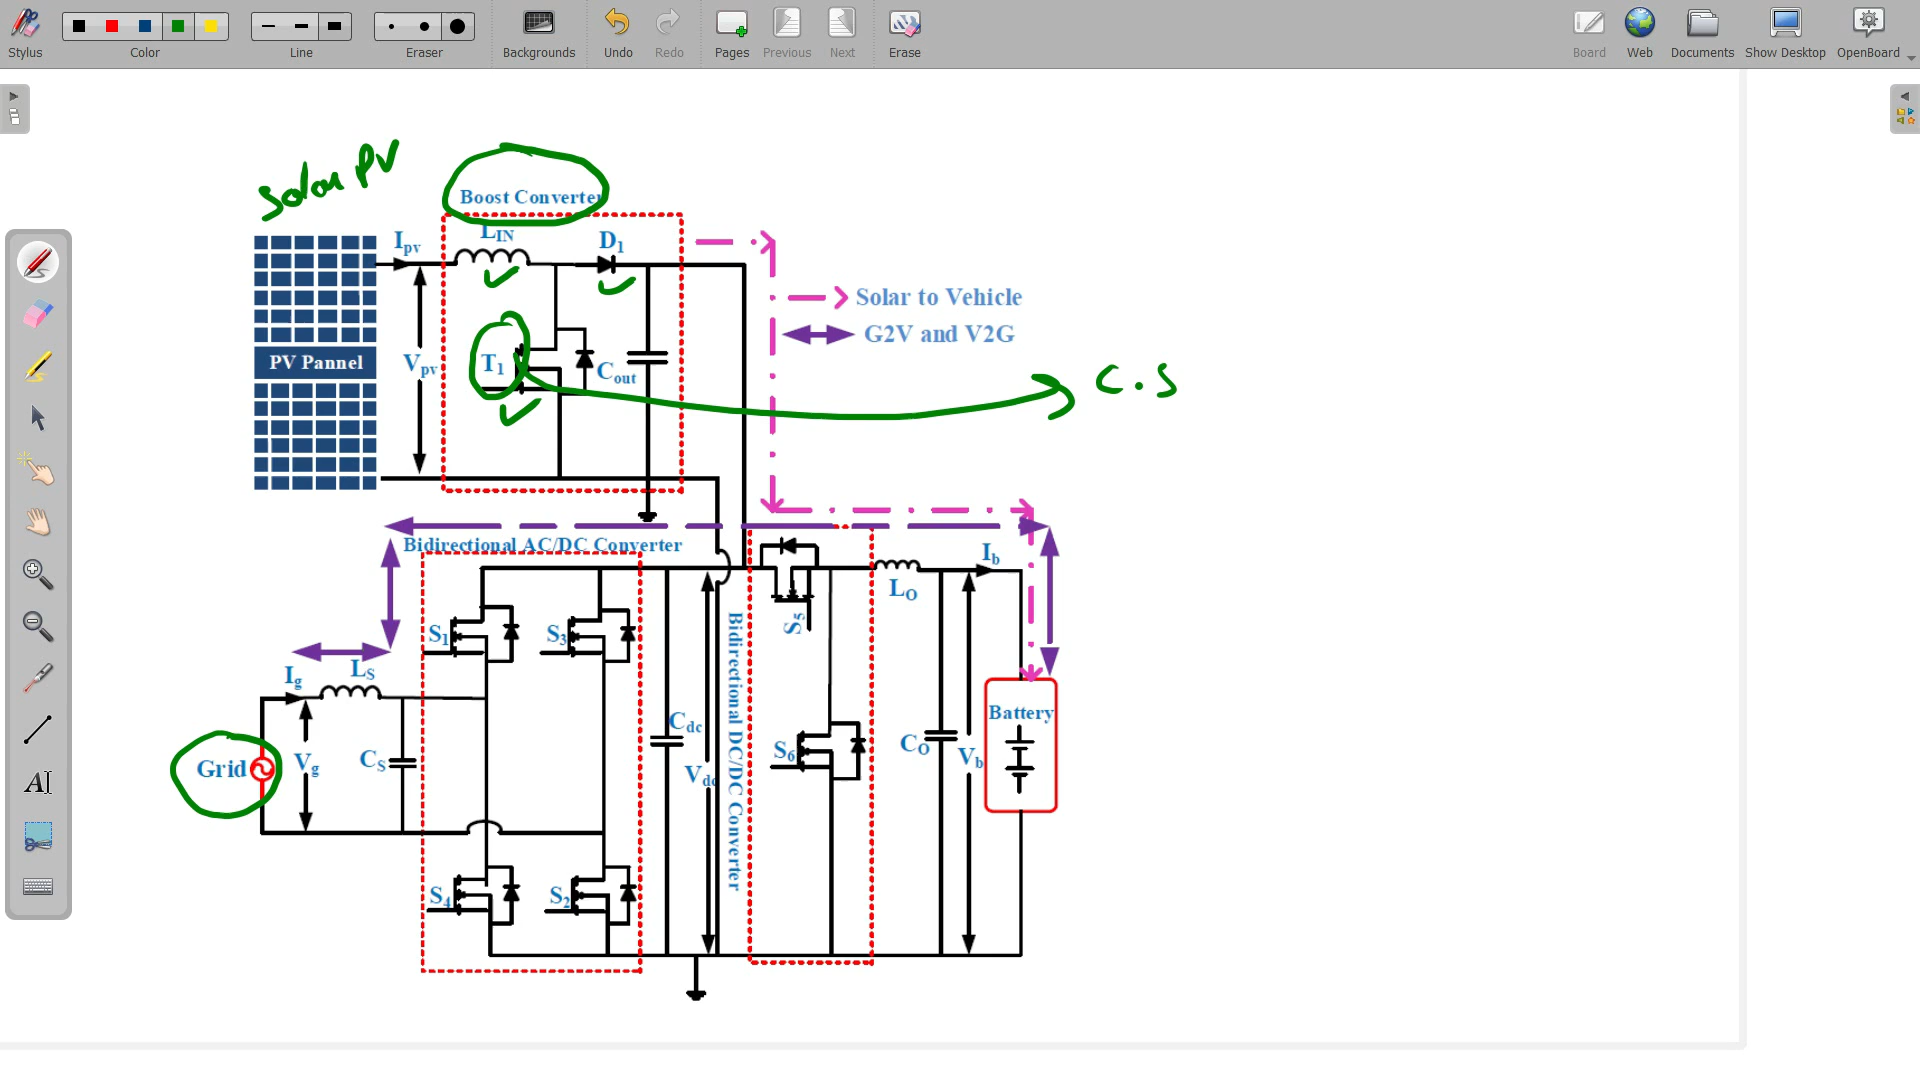 Stylus Color Line Eraser Backgrounds Undo Redo Pages Previous Next Erase Board Web Documents Show Desktop OpenBoard
Solar PV
Boost Converter
Ipv LIN D1
Solar to Vehicle
G2V and V2G
PV Pannel Vpv T1 Cout
C.S
Bidirectional AC/DC Converter
Ib
LO
S1 S3 S5
Ig LS
Bidirectional DC/DC Converter
Battery
Cdc
Grid Vg CS Vdc S6 CO Vb
S4 S2
AI